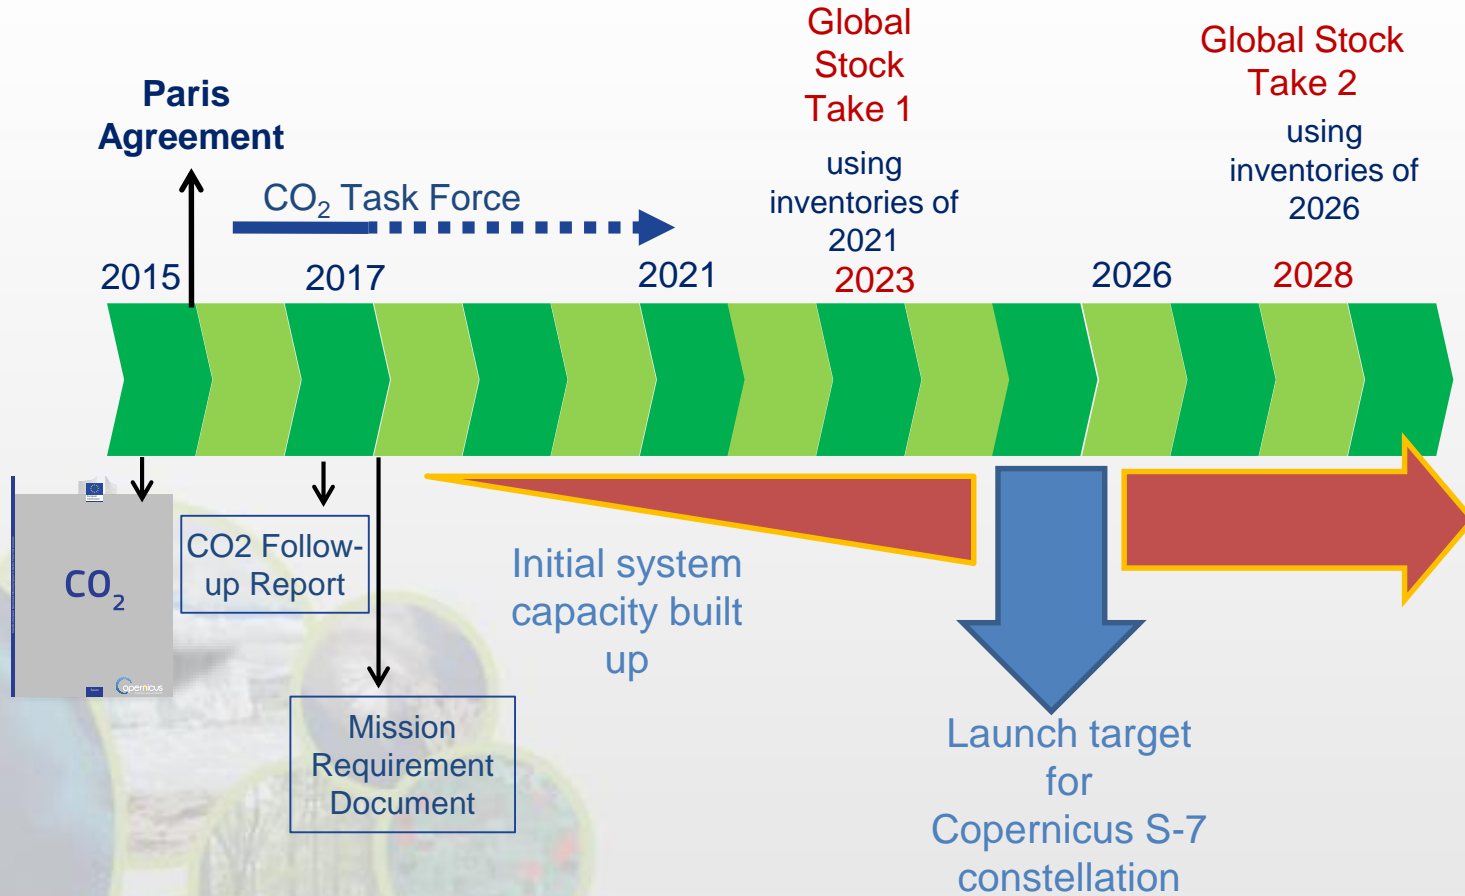 Global
Stock
Take 1
using
inventories of
2021
Global Stock
Take 2
using
inventories of
2026
Paris
Agreement
CO₂ Task Force
2015
2017
2021
2023
2026
2028
CO₂
opernicus
CO2 Follow-
up Report
Mission
Requirement
Document
Initial system
capacity built
up
Launch target
for
Copernicus S-7
constellation